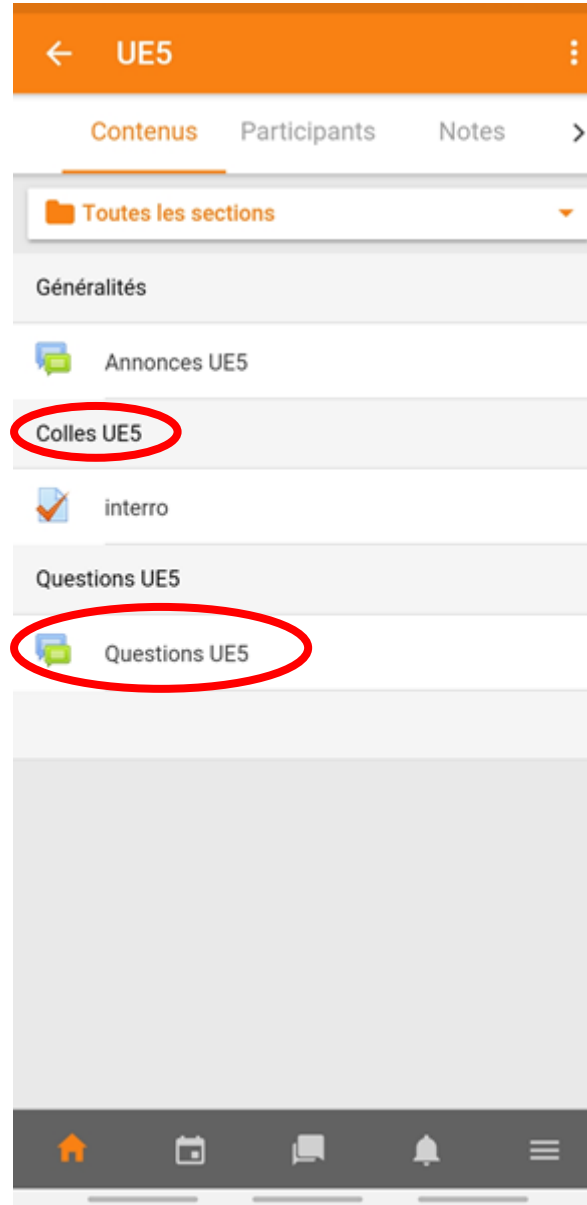 UE5
Contenus Participants Notes
Toutes les sections
Généralités
Annonces UE5
Colles UE5
interro
Questions UE5
Questions UE5